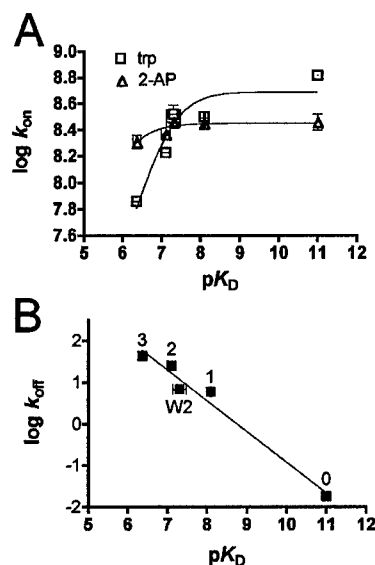 A
□ trp
△ 2-AP
9.0
8.8
8.6
8.4
8.2
8.0
7.8
7.6
log kon
5 6 7 8 9 10 11 12
pKD
B
log koff
2
1
0
-1
-2
3 2 1
W2
0
5 6 7 8 9 10 11 12
pKD